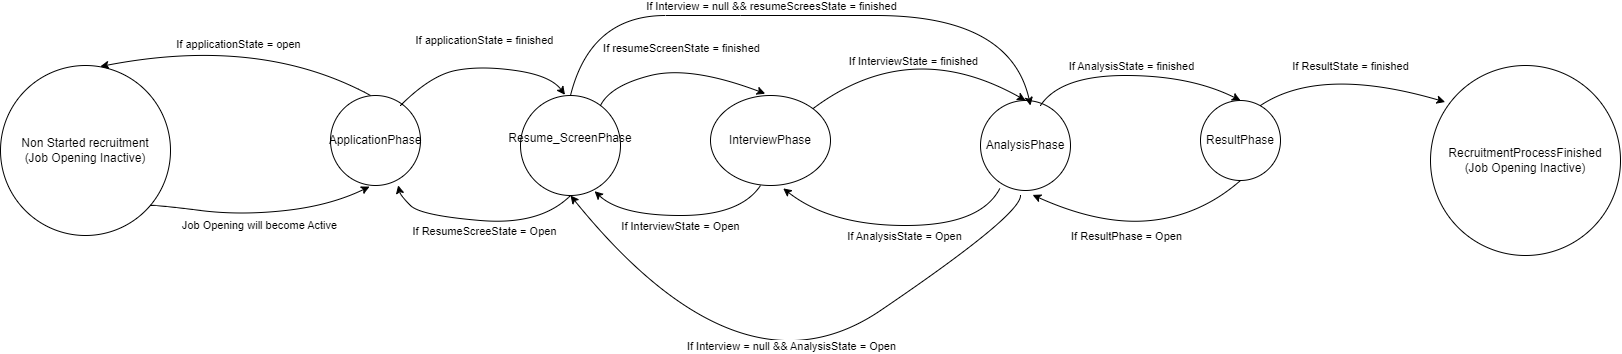 If Interview = null && resumeScreesState = finished
If applicationState = open
If applicationState = finished
If resumeScreenState = finished
If InterviewState = finished
If AnalysisState = finished
If ResultState = finished
Non Started recruitment
(Job Opening Inactive)
ApplicationPhase
Resume_ScreenPhase
InterviewPhase
AnalysisPhase
ResultPhase
RecruitmentProcessFinished
(Job Opening Inactive)
Job Opening will become Active
If ResumeScreeState = Open
If InterviewState = Open
If AnalysisState = Open
If ResultPhase = Open
If Interview = null && AnalysisState = Open